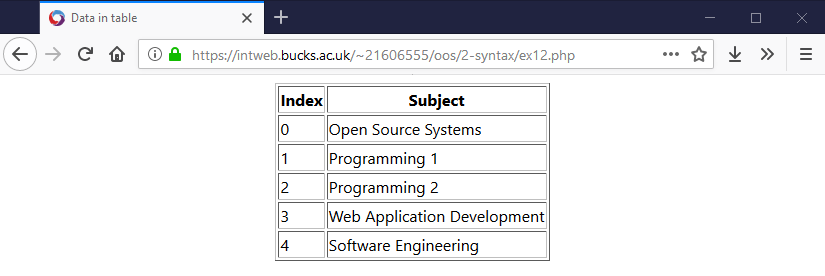 Data in table
https://intweb.bucks.ac.uk/~21606555/oos/2-syntax/ex12.php
Index Subject
0 Open Source Systems
1 Programming 1
2 Programming 2
3 Web Application Development
4 Software Engineering